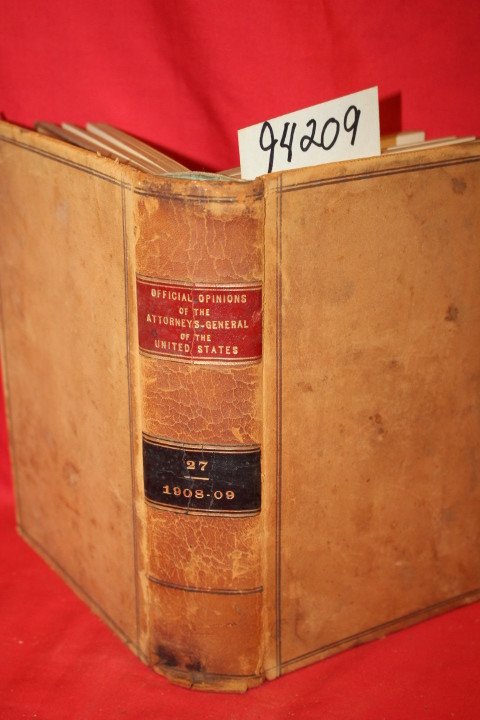 94209
OFFICIAL OPINIONS
OF THE
ATTORNEYS-GENERAL
OF THE
UNITED STATES
27
1908-09